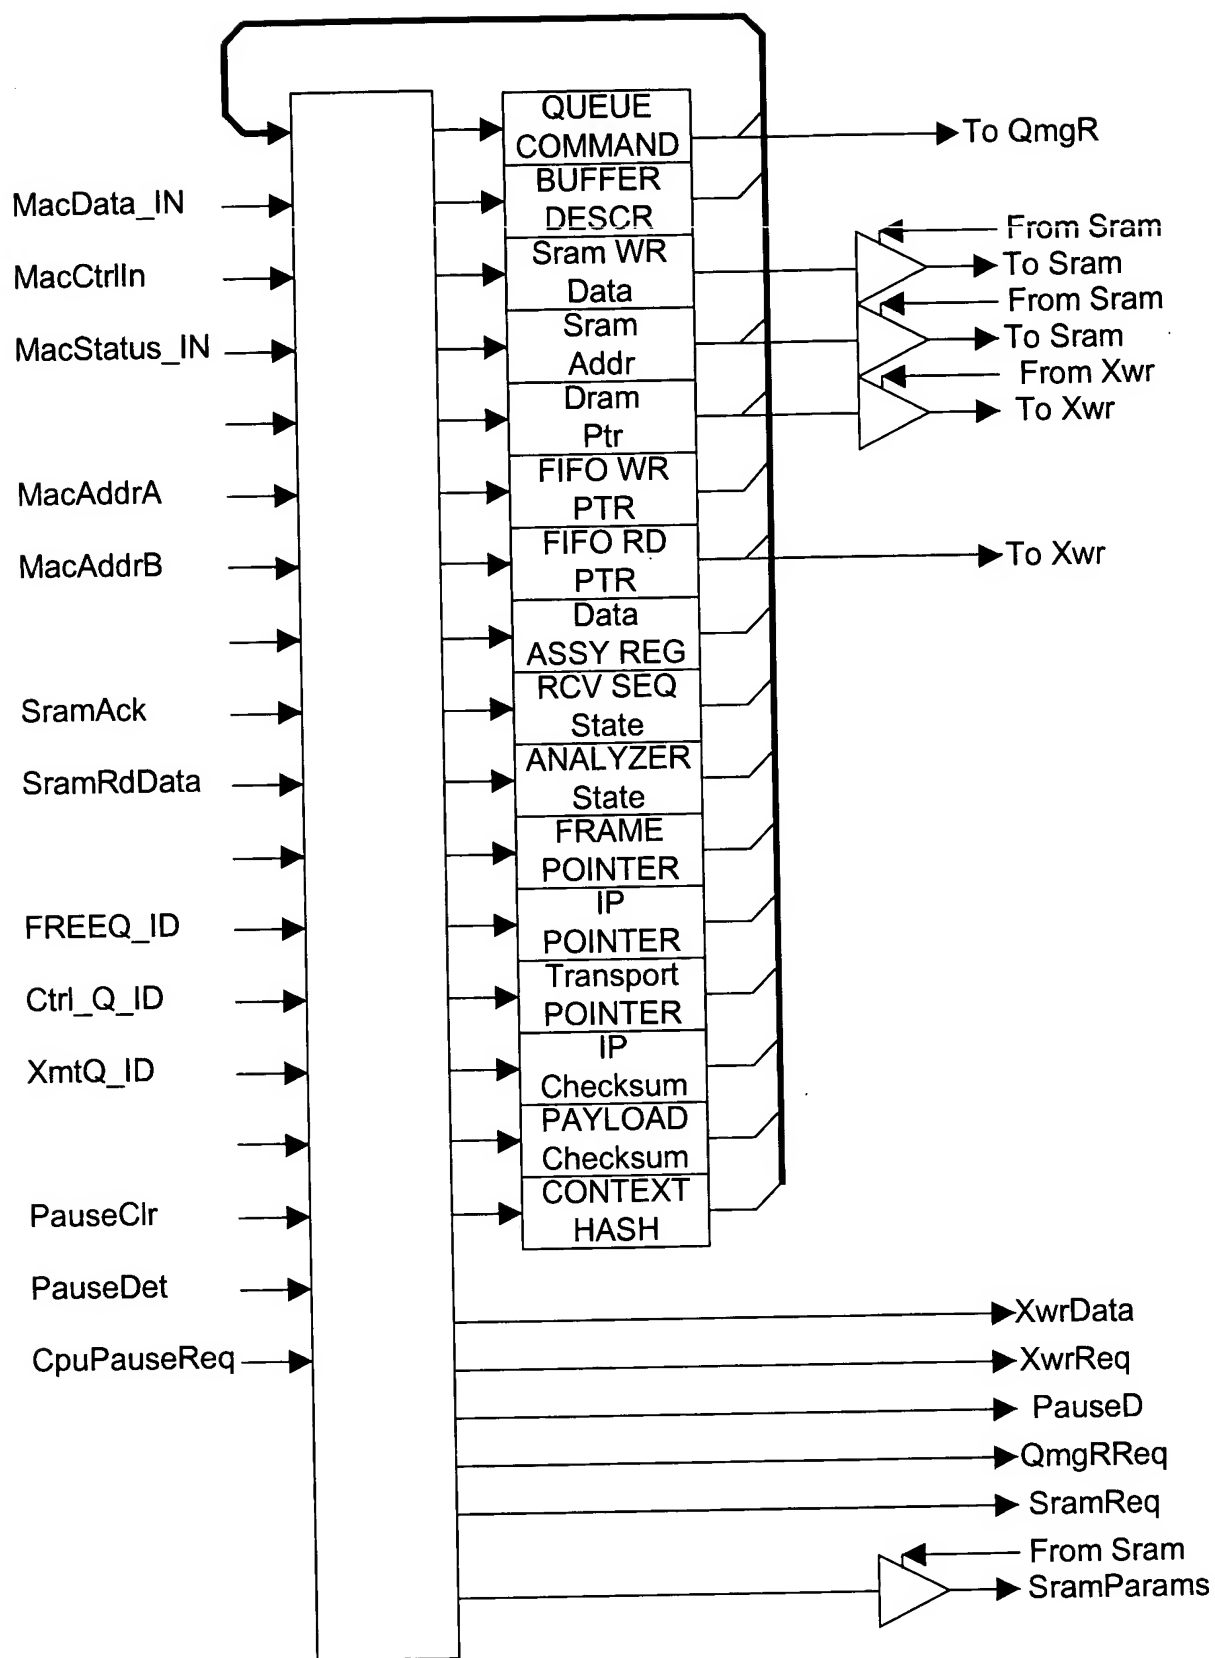 QUEUE
COMMAND
To QmgR
MacData_IN
BUFFER
DESCR
From Sram
Sram WR
Data
To Sram
MacCtrlIn
From Sram
MacStatus_IN
Sram
Addr
To Sram
From Xwr
Dram
Ptr
To Xwr
MacAddrA
FIFO WR
PTR
MacAddrB
FIFO RD
PTR
To Xwr
Data
ASSY REG
SramAck
RCV SEQ
State
SramRdData
ANALYZER
State
FRAME
POINTER
FREEQ_ID
IP
POINTER
Ctrl_Q_ID
Transport
POINTER
XmtQ_ID
IP
Checksum
PAYLOAD
Checksum
PauseClr
CONTEXT
HASH
PauseDet
XwrData
CpuPauseReq
XwrReq
PauseD
QmgRReq
SramReq
From Sram
SramParams